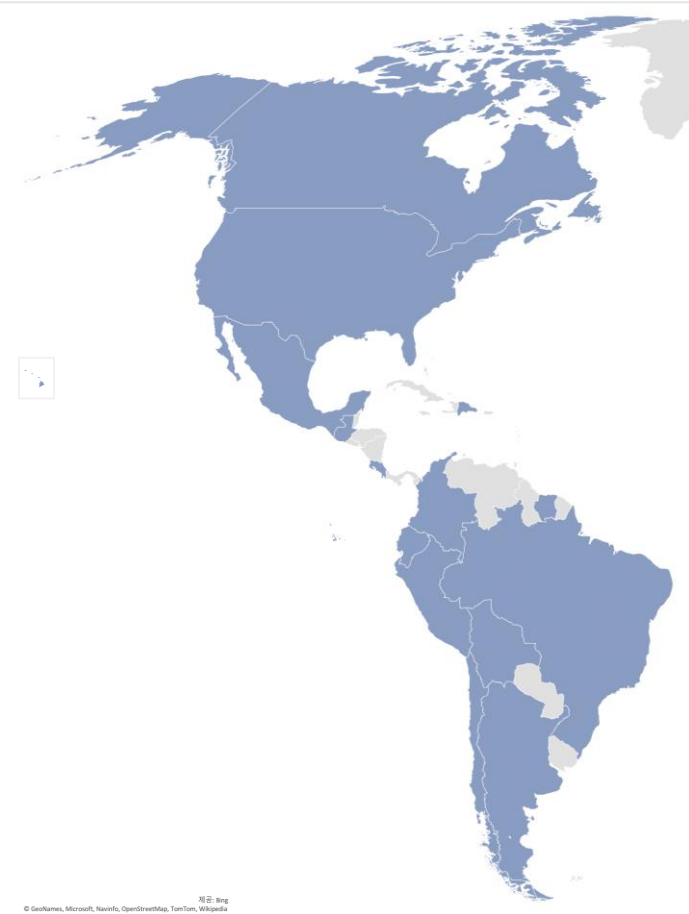 제공: Bing
© GeoNames, Microsoft, Navinfo, OpenStreetMap, TomTom, Wikipedia